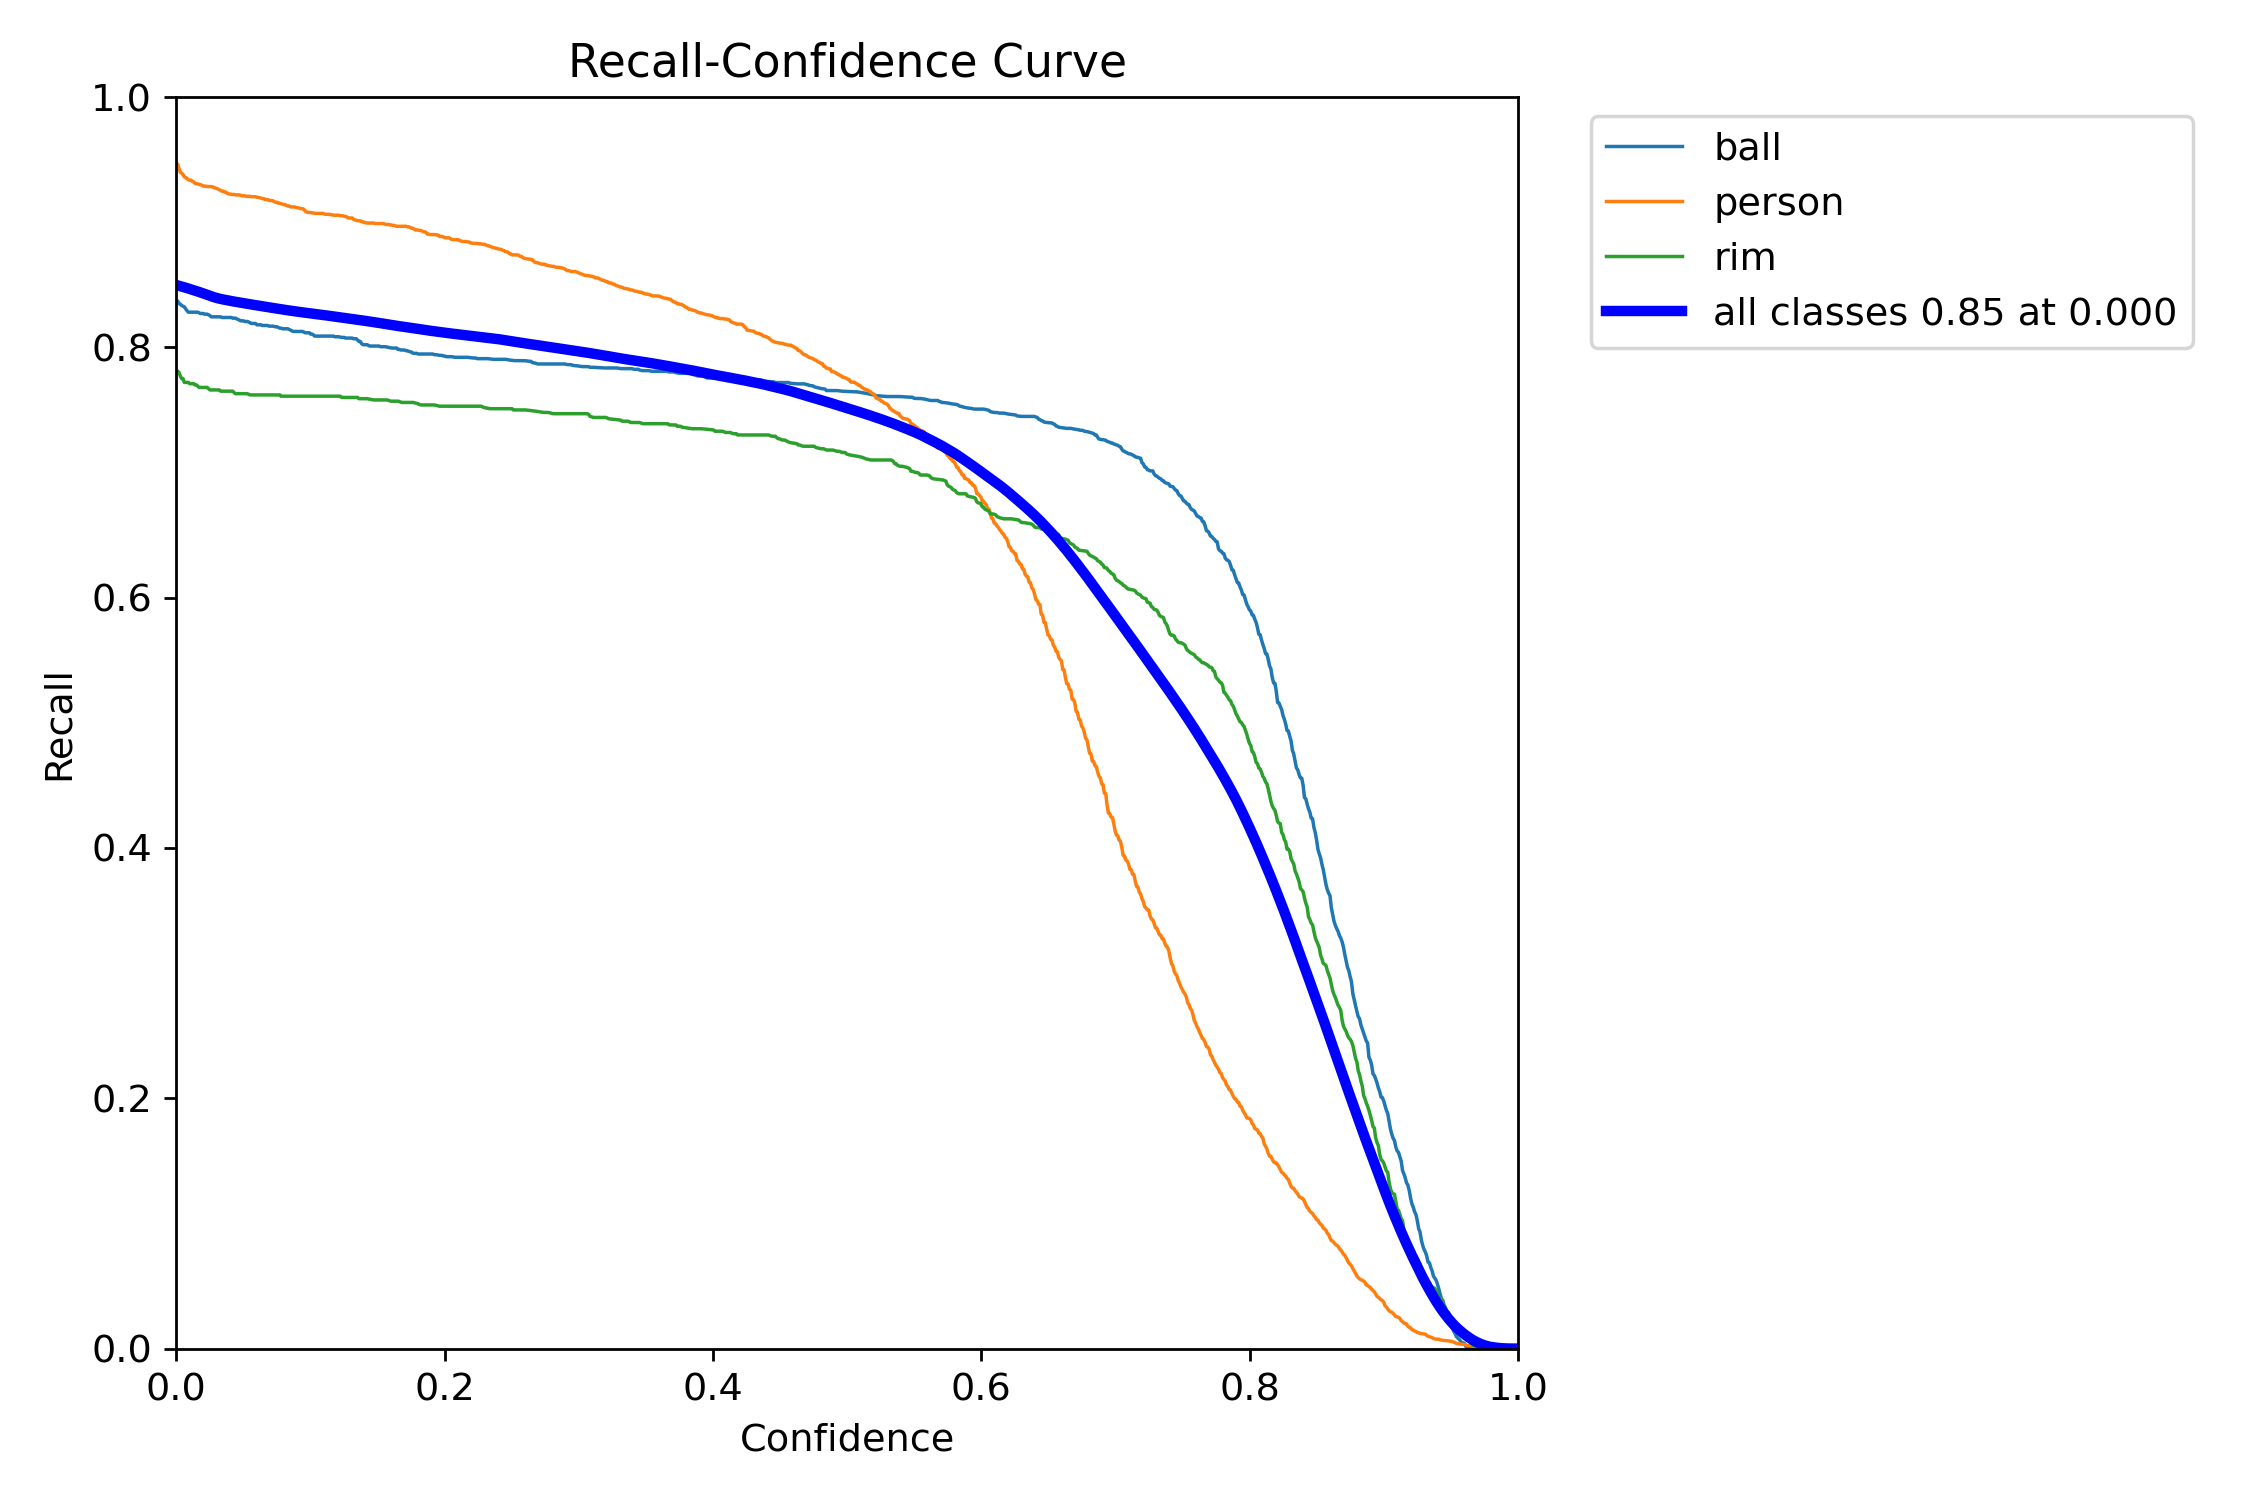 Recall-Confidence Curve
1.0
0.8
0.6
0.4
0.2
0.0
Recall
0.0 0.2 0.4 0.6 0.8 1.0
Confidence
ball
person
rim
all classes 0.85 at 0.000